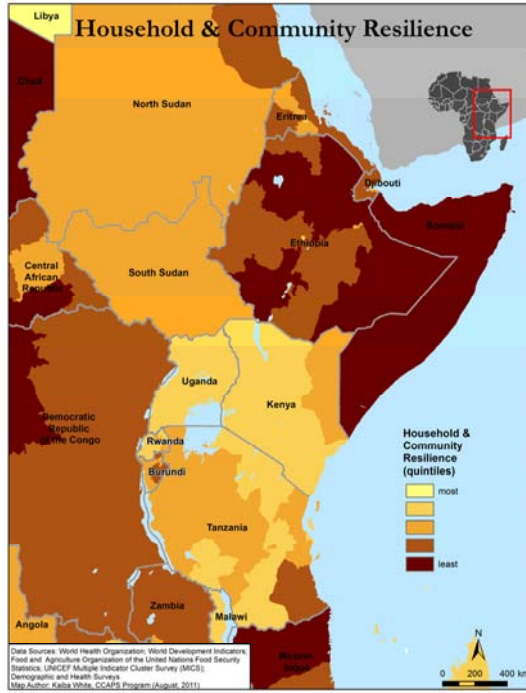 Household & Community Resilience
Libya
Chad
North Sudan
Eritrea
Djibouti
Somalia
Ethiopia
Central
African
Republic
South Sudan
Uganda
Kenya
Democratic
Republic
of the Congo
Rwanda
Burundi
Household &
Community
Resilience
(quintiles)
most
least
Tanzania
Zambia
Angola
Malawi
Mozam-
bique
N
0
200
400 km
Data Sources: World Health Organization; World Development Indicators;
Food and Agriculture Organization of the United Nations Food Security
Statistics, UNICEF Multiple Indicator Cluster Survey (MICS);
Demographic and Health Surveys
Map Author: Kaiba White, CCAPS Program (August, 2011)